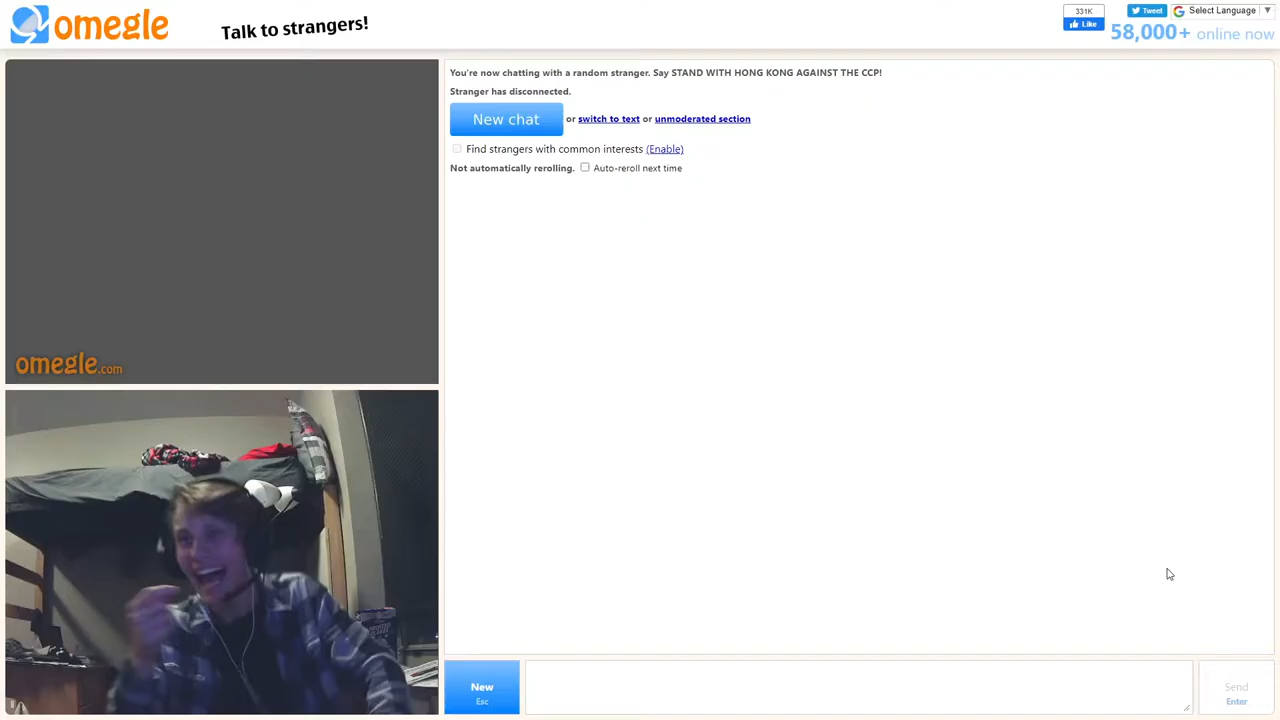 omegle
Talk to strangers!
331K
Like
Tweet
Select Language ▼
58,000+ online now
You're now chatting with a random stranger. Say STAND WITH HONG KONG AGAINST THE CCP!
Stranger has disconnected.
New chat or switch to text or unmoderated section
Find strangers with common interests (Enable)
Not automatically rerolling. Auto-reroll next time
omegle.com
New
Esc
Send
Enter